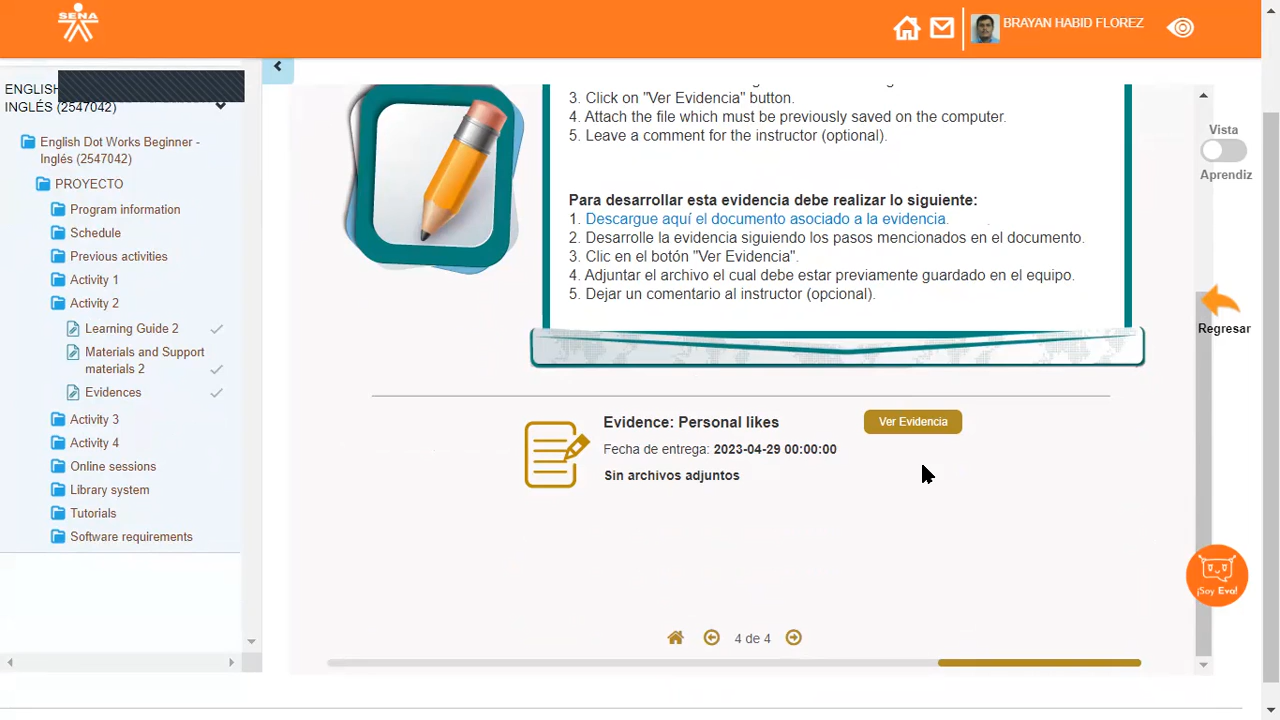 SENA
BRAYAN HABID FLOREZ
ENGLISH
INGLÉS (2547042)
English Dot Works Beginner -
Inglés (2547042)
PROYECTO
Program information
Schedule
Previous activities
Activity 1
Activity 2
Learning Guide 2
Materials and Support
materials 2
Evidences
Activity 3
Activity 4
Online sessions
Library system
Tutorials
Software requirements
3. Click on "Ver Evidencia" button.
4. Attach the file which must be previously saved on the computer.
5. Leave a comment for the instructor (optional).
Para desarrollar esta evidencia debe realizar lo siguiente:
1. Descargue aquí el documento asociado a la evidencia.
2. Desarrolle la evidencia siguiendo los pasos mencionados en el documento.
3. Clic en el botón "Ver Evidencia".
4. Adjuntar el archivo el cual debe estar previamente guardado en el equipo.
5. Dejar un comentario al instructor (opcional).
Evidence: Personal likes
Ver Evidencia
Fecha de entrega: 2023-04-29 00:00:00
Sin archivos adjuntos
4 de 4
Vista
Aprendiz
Regresar
¡Soy Eva!